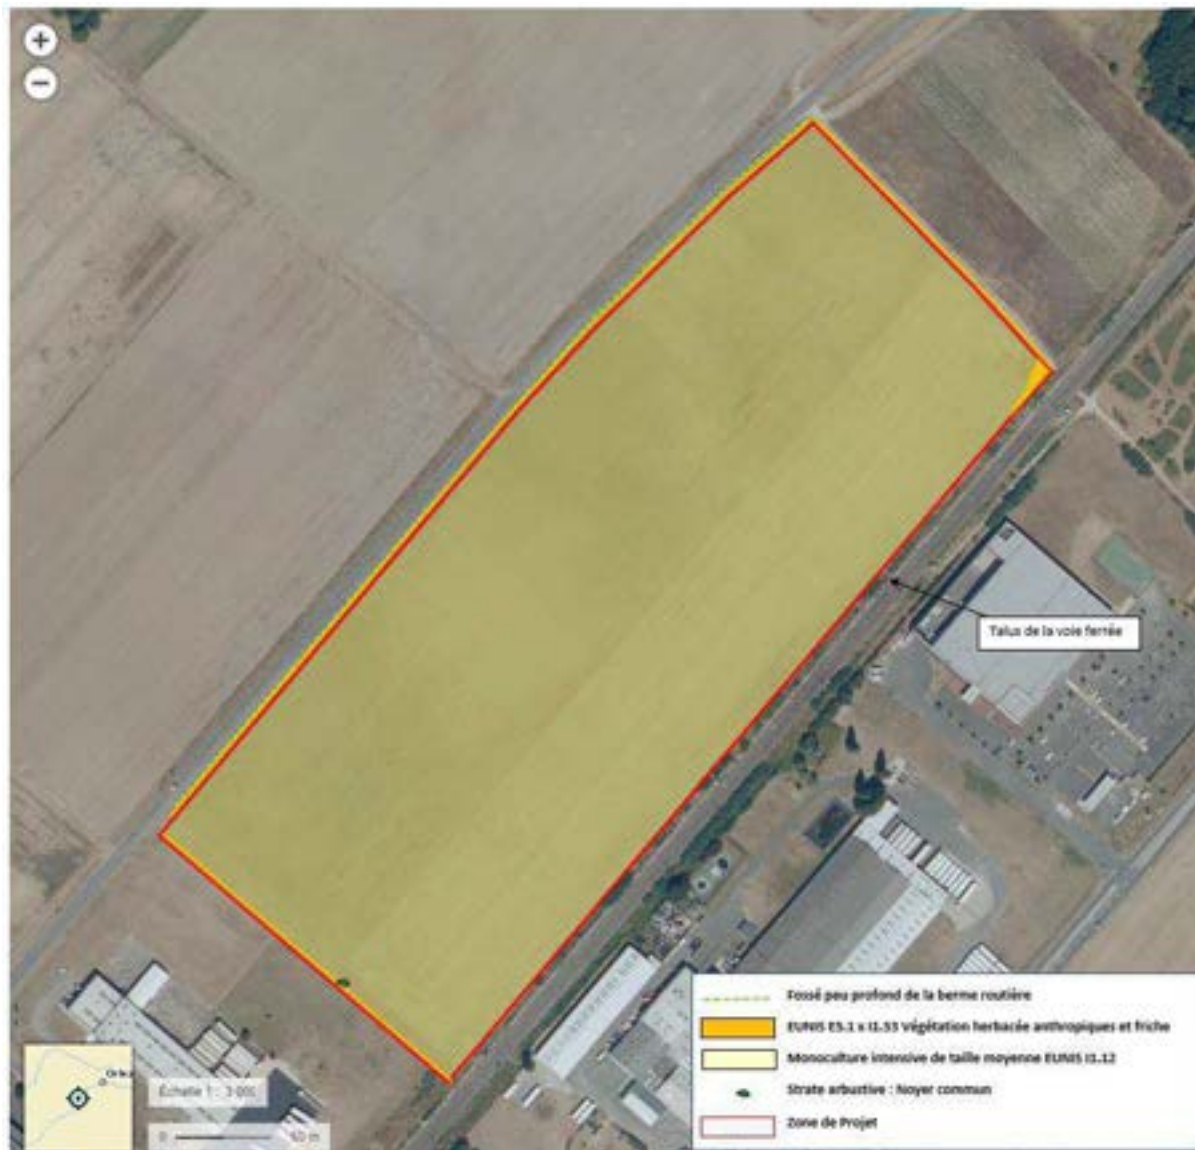 +
−
Talus de la voie ferrée
Fossé peu profond de la berme routière
EUNIS E5.1 x I1.53 Végétation herbacée anthropiques et friche
Monoculture intensive de taille moyenne EUNIS I1.12
Strate arbustive : Noyer commun
Zone de Projet
Échelle 1 :
0 60 m